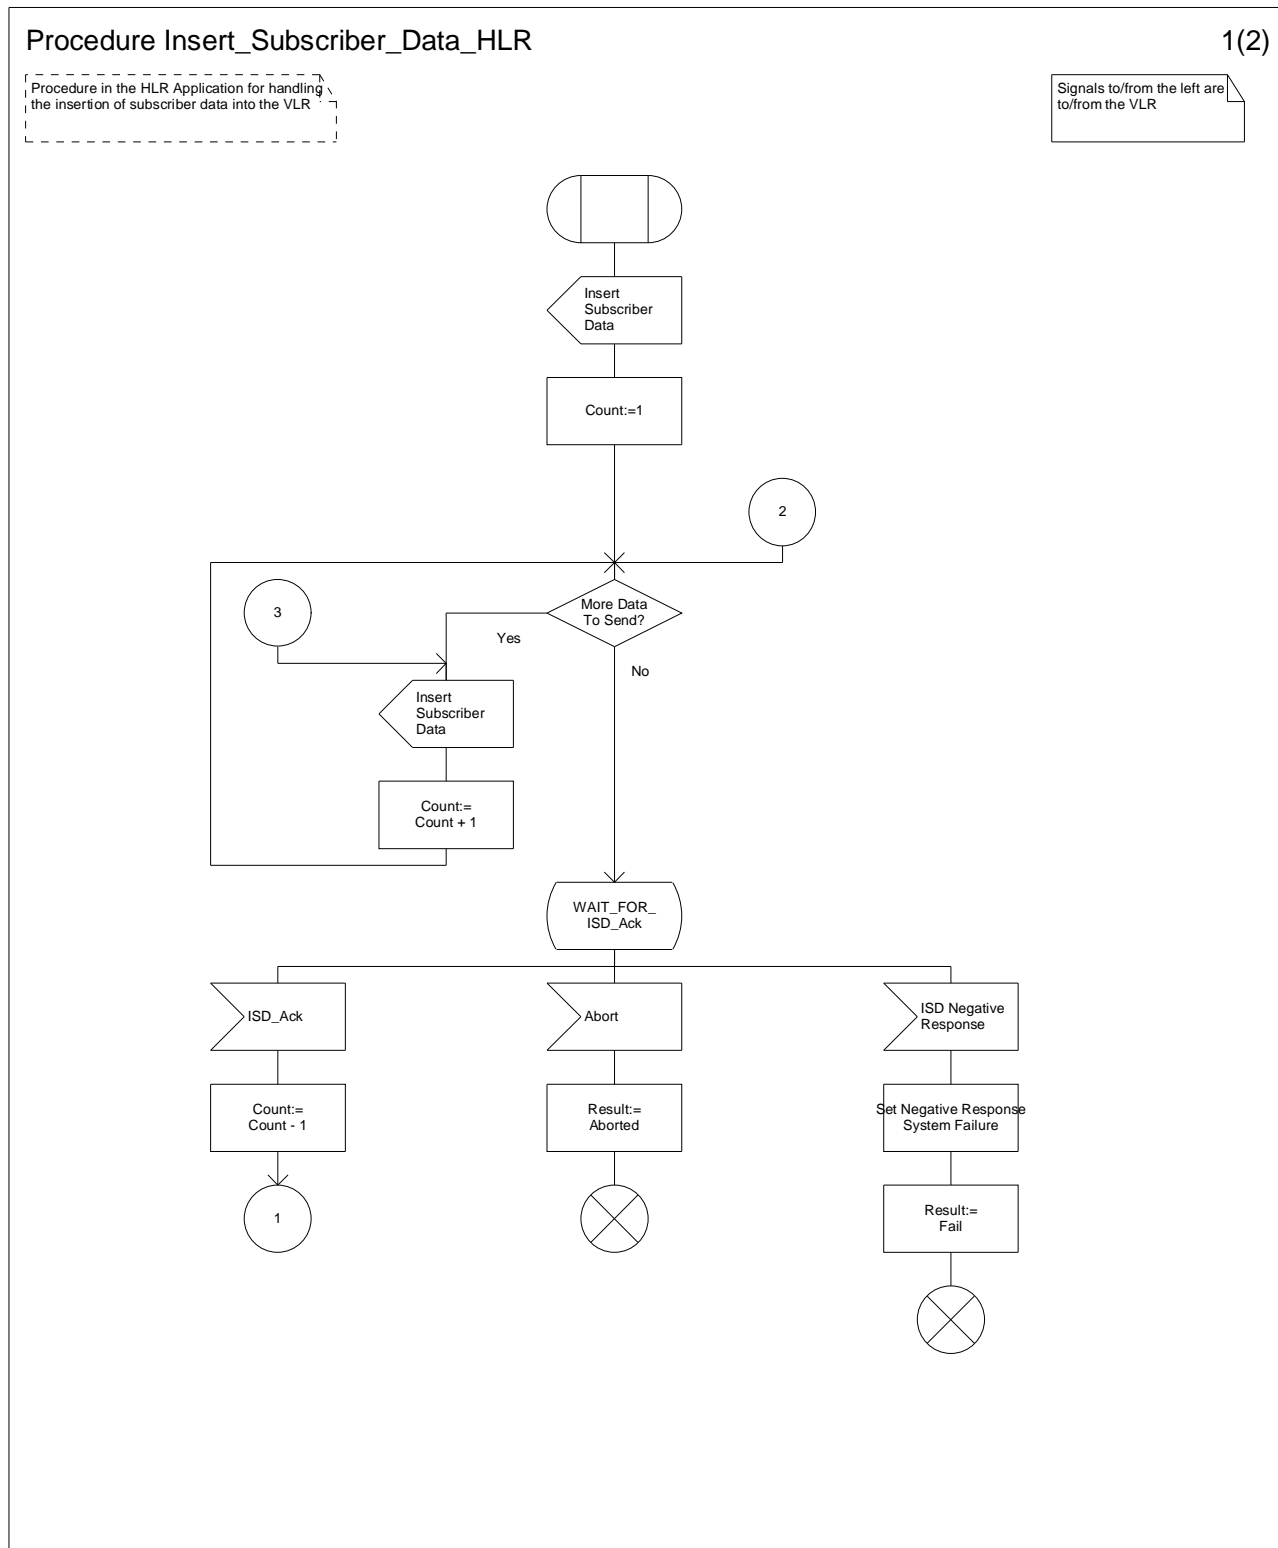 Procedure Insert_Subscriber_Data_HLR
1(2)
Procedure in the HLR Application for handling
the insertion of subscriber data into the VLR
Signals to/from the left are
to/from the VLR
Insert
Subscriber
Data
Count:=1
2
3
More Data
To Send?
Yes
No
Insert
Subscriber
Data
Count:=
Count + 1
WAIT_FOR_
ISD_Ack
ISD_Ack
Abort
ISD Negative
Response
Count:=
Count - 1
Result:=
Aborted
Set Negative Response
System Failure
1
Result:=
Fail